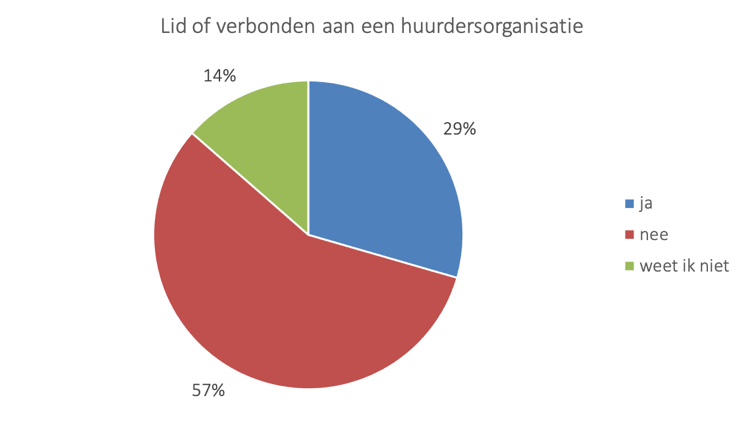 Lid of verbonden aan een huurdersorganisatie
14%
29%
57%
ja
nee
weet ik niet